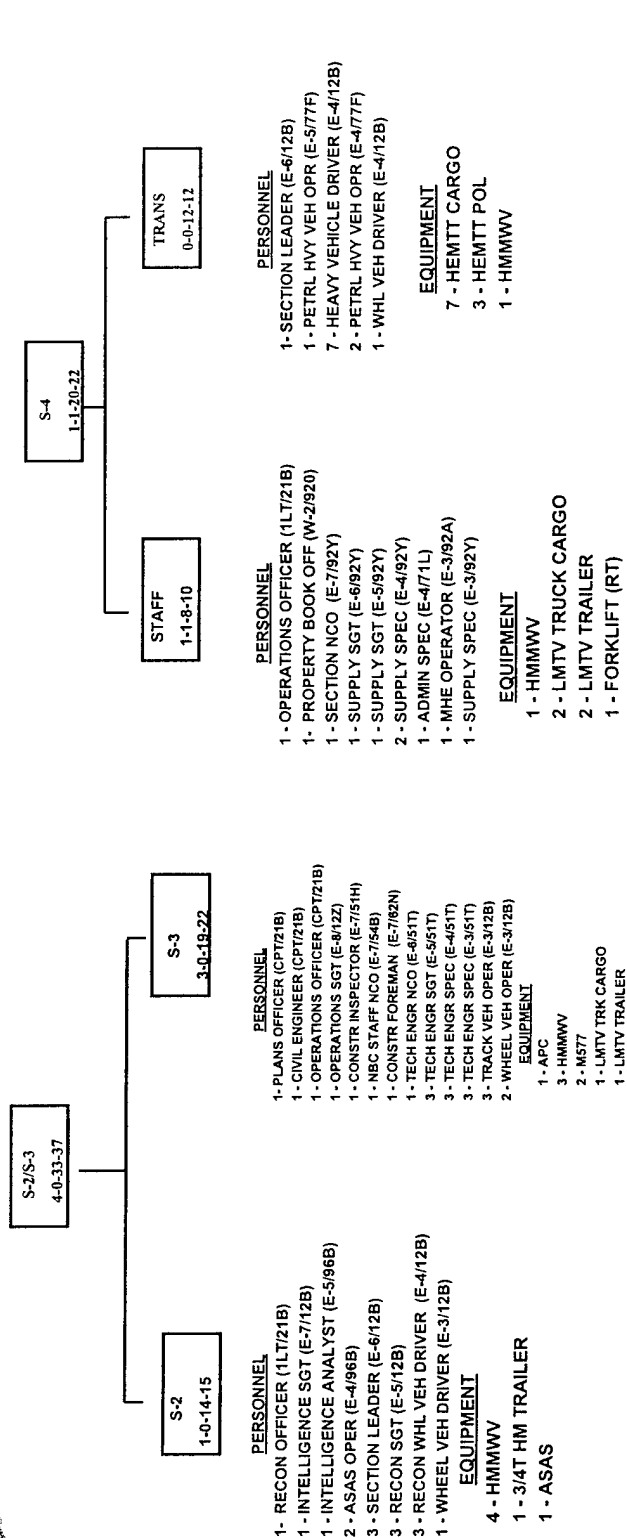 S-2/S-3
4-0-33-37
S-2
1-0-14-15
PERSONNEL
1- RECON OFFICER (1LT/21B)
1 - INTELLIGENCE SGT (E-7/12B)
1 - INTELLIGENCE ANALYST (E-5/96B)
2 - ASAS OPER (E-4/96B)
3 - SECTION LEADER (E-6/12B)
3 - RECON SGT (E-5/12B)
3 - RECON WHL VEH DRIVER (E-4/12B)
1 - WHEEL VEH DRIVER (E-3/12B)
EQUIPMENT
4 - HMMWV
1 - 3/4T HM TRAILER
1 - ASAS
S-3
3-0-19-22
PERSONNEL
1- PLANS OFFICER (CPT/21B)
1 - CIVIL ENGINEER (CPT/21B)
1 - OPERATIONS OFFICER (CPT/21B)
1 - OPERATIONS SGT (E-8/12Z)
1 - CONSTR INSPECTOR (E-7/51H)
1 - NBC STAFF NCO (E-7/54B)
1 - CONSTR FOREMAN (E-7/62N)
1 - TECH ENGR NCO (E-6/51T)
3 - TECH ENGR SGT (E-5/51T)
3 - TECH ENGR SPEC (E-4/51T)
3 - TECH ENGR SPEC (E-3/51T)
3 - TRACK VEH OPER (E-3/12B)
2 - WHEEL VEH OPER (E-3/12B)
EQUIPMENT
1 - APC
3 - HMMWV
2 - M577
1 - LMTV TRK CARGO
1 - LMTV TRAILER
S-4
1-1-20-22
STAFF
1-1-8-10
PERSONNEL
1 - OPERATIONS OFFICER (1LT/21B)
1- PROPERTY BOOK OFF (W-2/920)
1 - SECTION NCO (E-7/92Y)
1 - SUPPLY SGT (E-6/92Y)
1 - SUPPLY SGT (E-5/92Y)
2 - SUPPLY SPEC (E-4/92Y)
1 - ADMIN SPEC (E-4/71L)
1 - MHE OPERATOR (E-3/92A)
1 - SUPPLY SPEC (E-3/92Y)
EQUIPMENT
1 - HMMWV
2 - LMTV TRUCK CARGO
2 - LMTV TRAILER
1 - FORKLIFT (RT)
TRANS
0-0-12-12
PERSONNEL
1- SECTION LEADER (E-6/12B)
1 - PETRL HVY VEH OPR (E-5/77F)
7 - HEAVY VEHICLE DRIVER (E-4/12B)
2 - PETRL HVY VEH OPR (E-4/77F)
1 - WHL VEH DRIVER (E-4/12B)
EQUIPMENT
7 - HEMTT CARGO
3 - HEMTT POL
1 - HMMWV